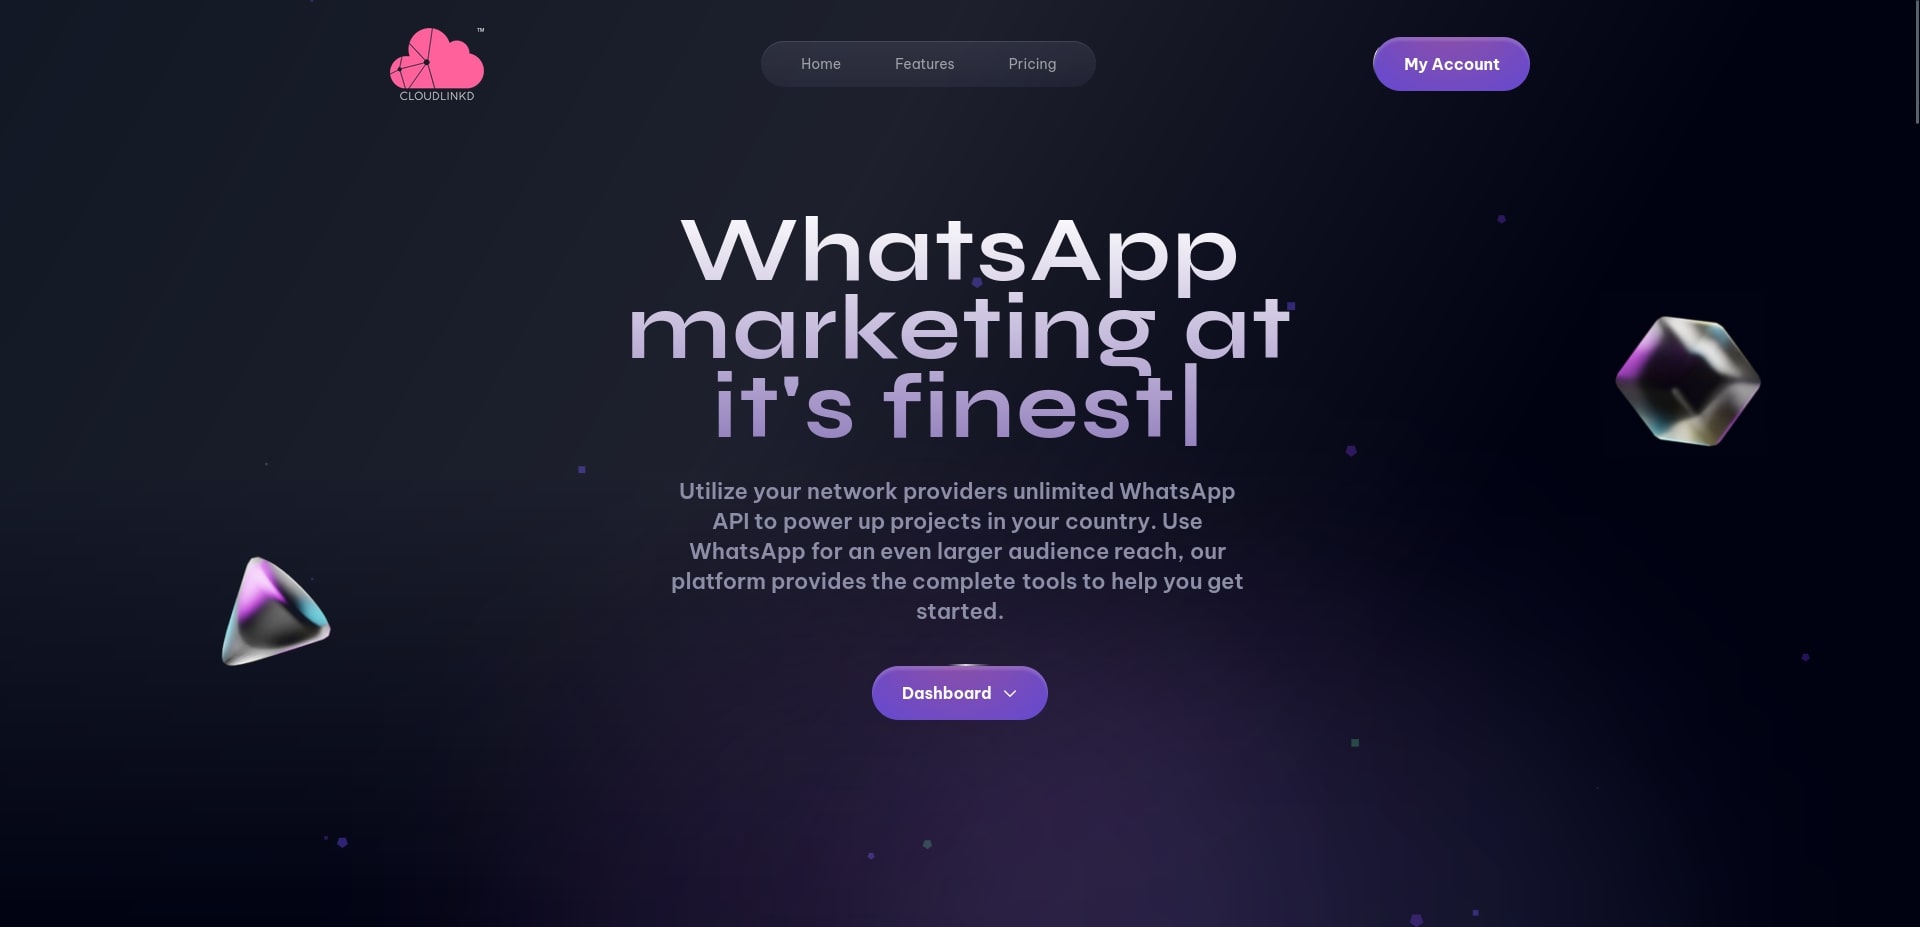 ™
CLOUDLINKD
Home Features Pricing
My Account
WhatsApp
marketing at
it's finest|
Utilize your network providers unlimited WhatsApp
API to power up projects in your country. Use
WhatsApp for an even larger audience reach, our
platform provides the complete tools to help you get
started.
Dashboard